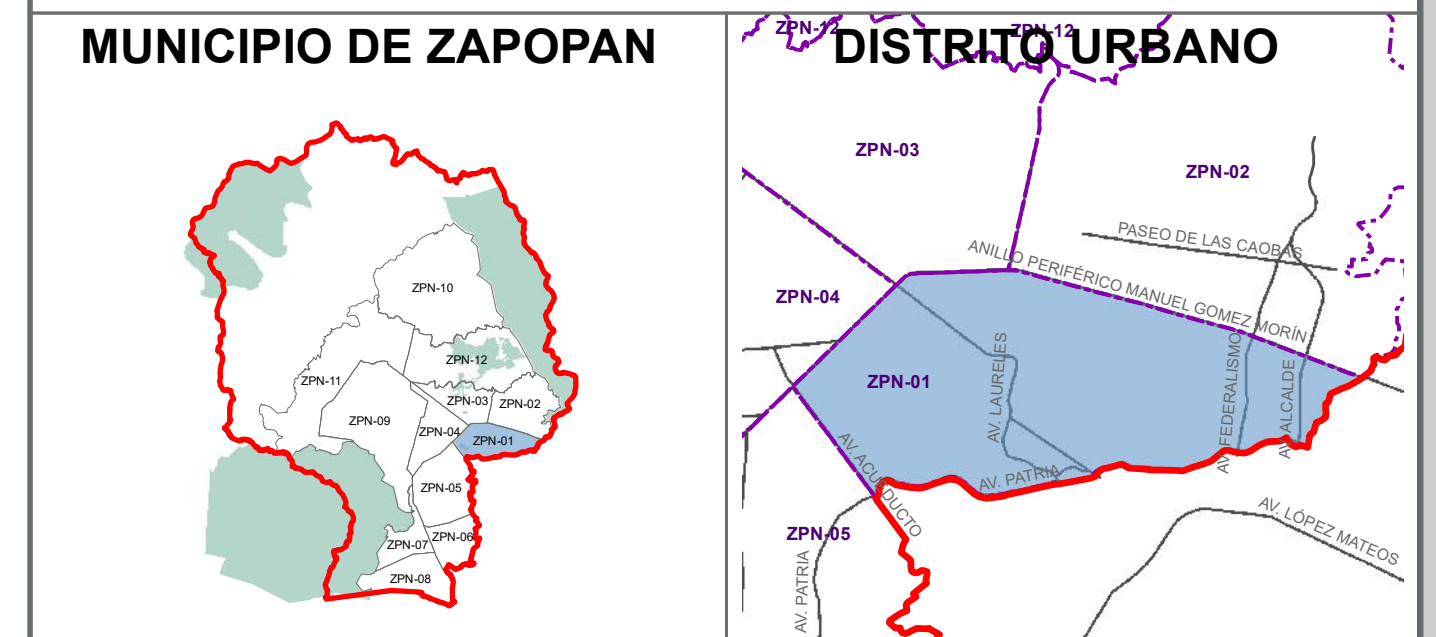 MUNICIPIO DE ZAPOPAN
ZPN-10
ZPN-12
ZPN-11
ZPN-03
ZPN-02
ZPN-09
ZPN-04
ZPN-01
ZPN-05
ZPN-06
ZPN-07
ZPN-08
DISTRITO URBANO
ZPN-12
ZPN-12
ZPN-03
ZPN-02
PASEO DE LAS CAOBAS
ANILLO PERIFÉRICO MANUEL GOMEZ MORÍN
ZPN-04
ZPN-01
AV. LAURELES
AV. FEDERALISMO
AV. ALCALDE
AV. ACUEDUCTO
AV. PATRIA
ZPN-05
AV. LÓPEZ MATEOS
AV. PATRIA